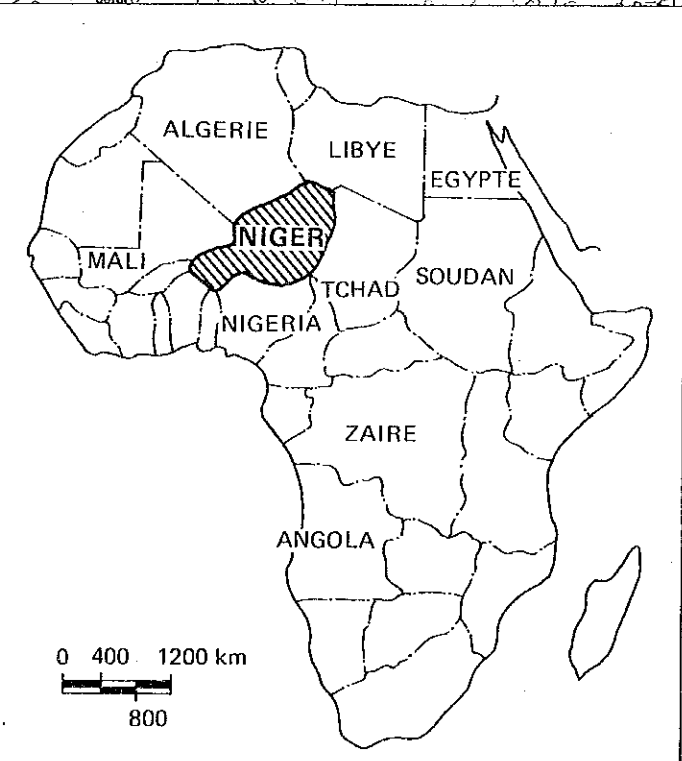 ALGERIE
LIBYE
EGYPTE
NIGER
MALI
TCHAD
SOUDAN
NIGERIA
ZAIRE
ANGOLA
0 400 1200 km
800